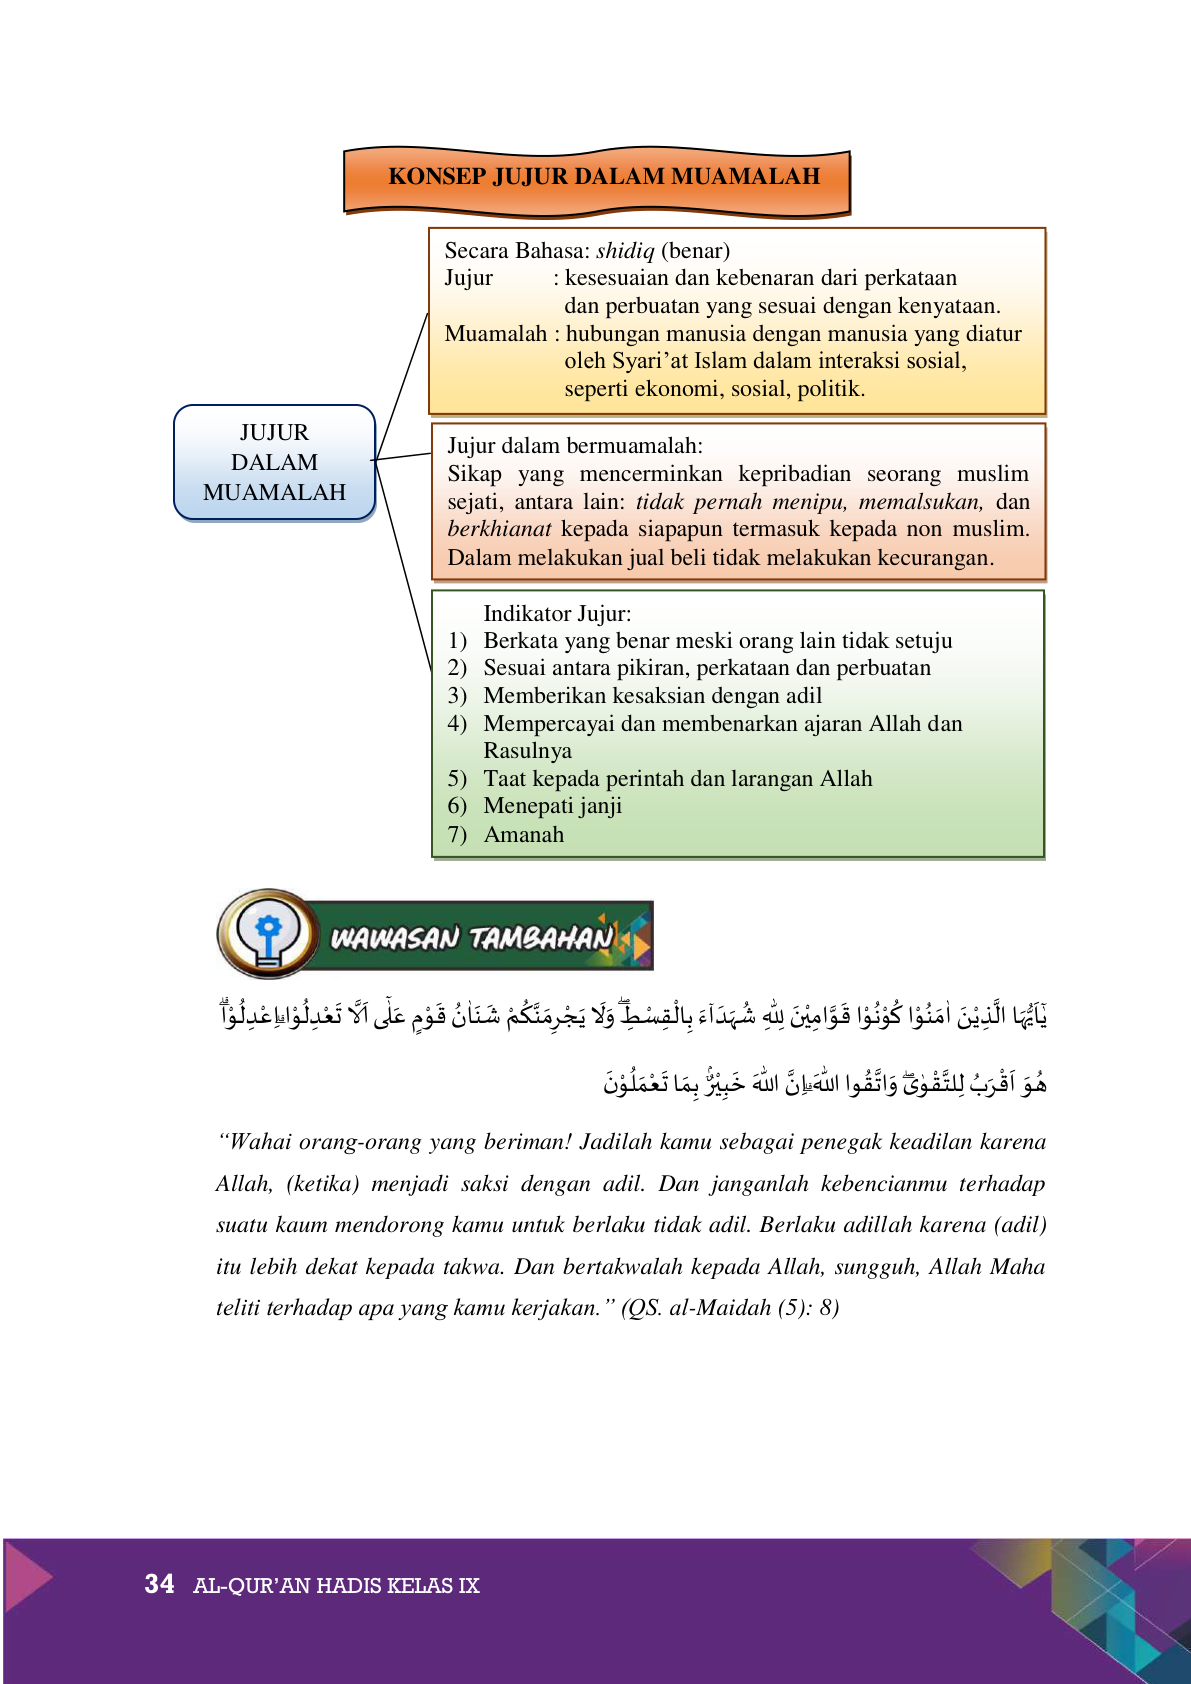 KONSEP JUJUR DALAM MUAMALAH
Secara Bahasa: shidiq (benar)
Jujur : kesesuaian dan kebenaran dari perkataan
dan perbuatan yang sesuai dengan kenyataan.
Muamalah : hubungan manusia dengan manusia yang diatur
oleh Syari’at Islam dalam interaksi sosial,
seperti ekonomi, sosial, politik.
JUJUR
DALAM
MUAMALAH
Jujur dalam bermuamalah:
Sikap yang mencerminkan kepribadian seorang muslim
sejati, antara lain: tidak pernah menipu, memalsukan, dan
berkhianat kepada siapapun termasuk kepada non muslim.
Dalam melakukan jual beli tidak melakukan kecurangan.
Indikator Jujur:
1) Berkata yang benar meski orang lain tidak setuju
2) Sesuai antara pikiran, perkataan dan perbuatan
3) Memberikan kesaksian dengan adil
4) Mempercayai dan membenarkan ajaran Allah dan
Rasulnya
5) Taat kepada perintah dan larangan Allah
6) Menepati janji
7) Amanah
WAWASAN TAMBAHAN
يٰٓاَيُّهَا الَّذِيْنَ اٰمَنُوْا كُوْنُوْا قَوَّامِيْنَ لِلّٰهِ شُهَدَاۤءَ بِالْقِسْطِۖ وَلَا يَجْرِمَنَّكُمْ شَنَاٰنُ قَوْمٍ عَلٰٓى اَلَّا تَعْدِلُوْاۗ اِعْدِلُوْاۗ
هُوَ اَقْرَبُ لِلتَّقْوٰىۖ وَاتَّقُوا اللّٰهَ ۗاِنَّ اللّٰهَ خَبِيْرٌۢ بِمَا تَعْمَلُوْنَ
“Wahai orang-orang yang beriman! Jadilah kamu sebagai penegak keadilan karena
Allah, (ketika) menjadi saksi dengan adil. Dan janganlah kebencianmu terhadap
suatu kaum mendorong kamu untuk berlaku tidak adil. Berlaku adillah karena (adil)
itu lebih dekat kepada takwa. Dan bertakwalah kepada Allah, sungguh, Allah Maha
teliti terhadap apa yang kamu kerjakan.” (QS. al-Maidah (5): 8)
34 AL-QUR’AN HADIS KELAS IX